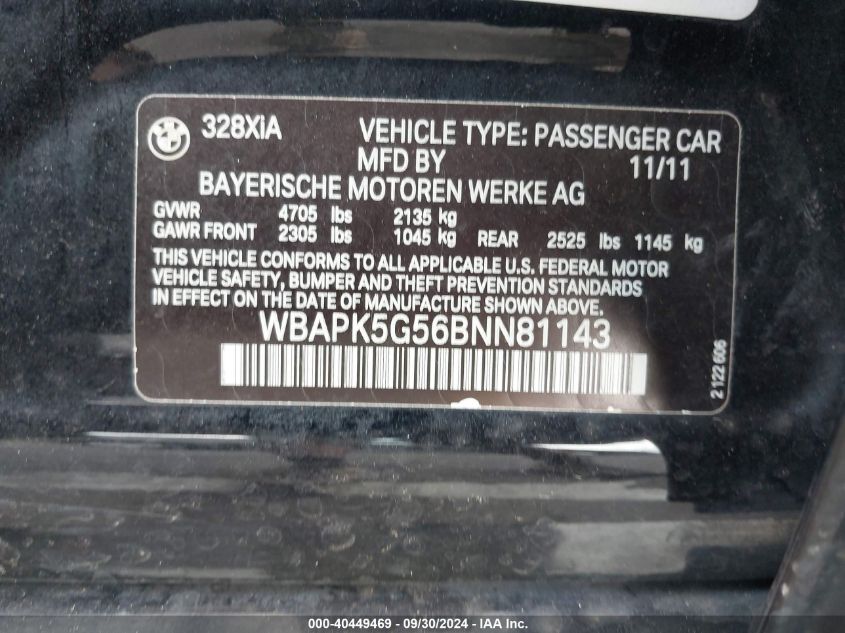 328XiA VEHICLE TYPE: PASSENGER CAR
MFD BY 11/11
BAYERISCHE MOTOREN WERKE AG
GVWR 4705 lbs 2135 kg
GAWR FRONT 2305 lbs 1045 kg REAR 2525 lbs 1145 kg
THIS VEHICLE CONFORMS TO ALL APPLICABLE U.S. FEDERAL MOTOR
VEHICLE SAFETY, BUMPER AND THEFT PREVENTION STANDARDS
IN EFFECT ON THE DATE OF MANUFACTURE SHOWN ABOVE.
WBAPK5G56BNN81143
2 122 606
000-40449469 - 09/30/2024 - IAA Inc.